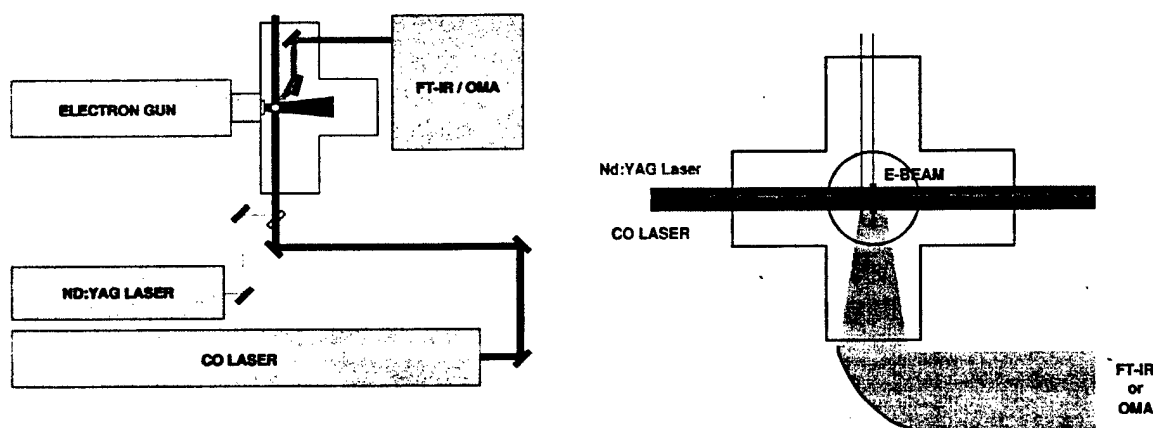 ELECTRON GUN
FT-IR / OMA
ND:YAG LASER
CO LASER
Nd:YAG Laser
E-BEAM
CO LASER
FT-IR
or
OMA